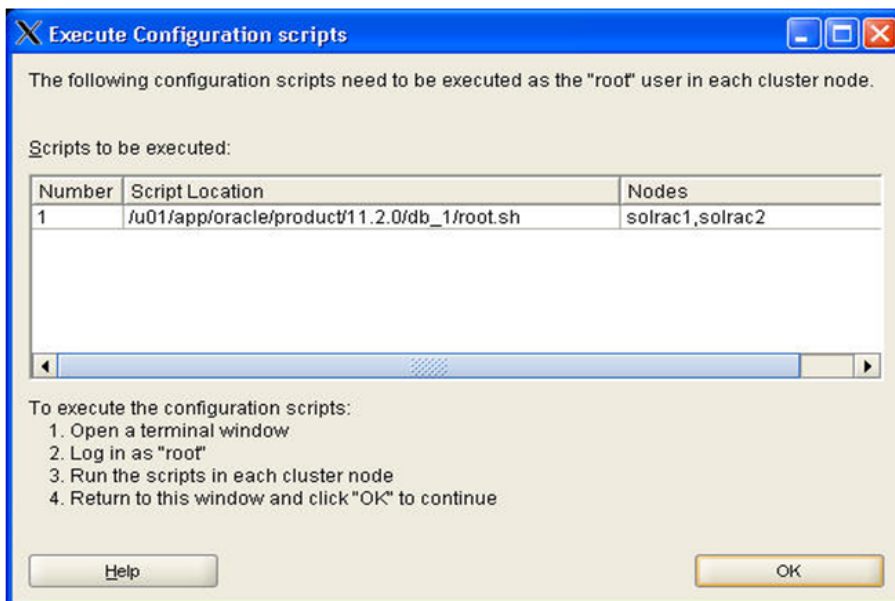 Execute Configuration scripts
The following configuration scripts need to be executed as the "root" user in each cluster node.
Scripts to be executed:
Number Script Location Nodes
1 /u01/app/oracle/product/11.2.0/db_1/root.sh solrac1,solrac2
To execute the configuration scripts:
1. Open a terminal window
2. Log in as "root"
3. Run the scripts in each cluster node
4. Return to this window and click "OK" to continue
Help OK